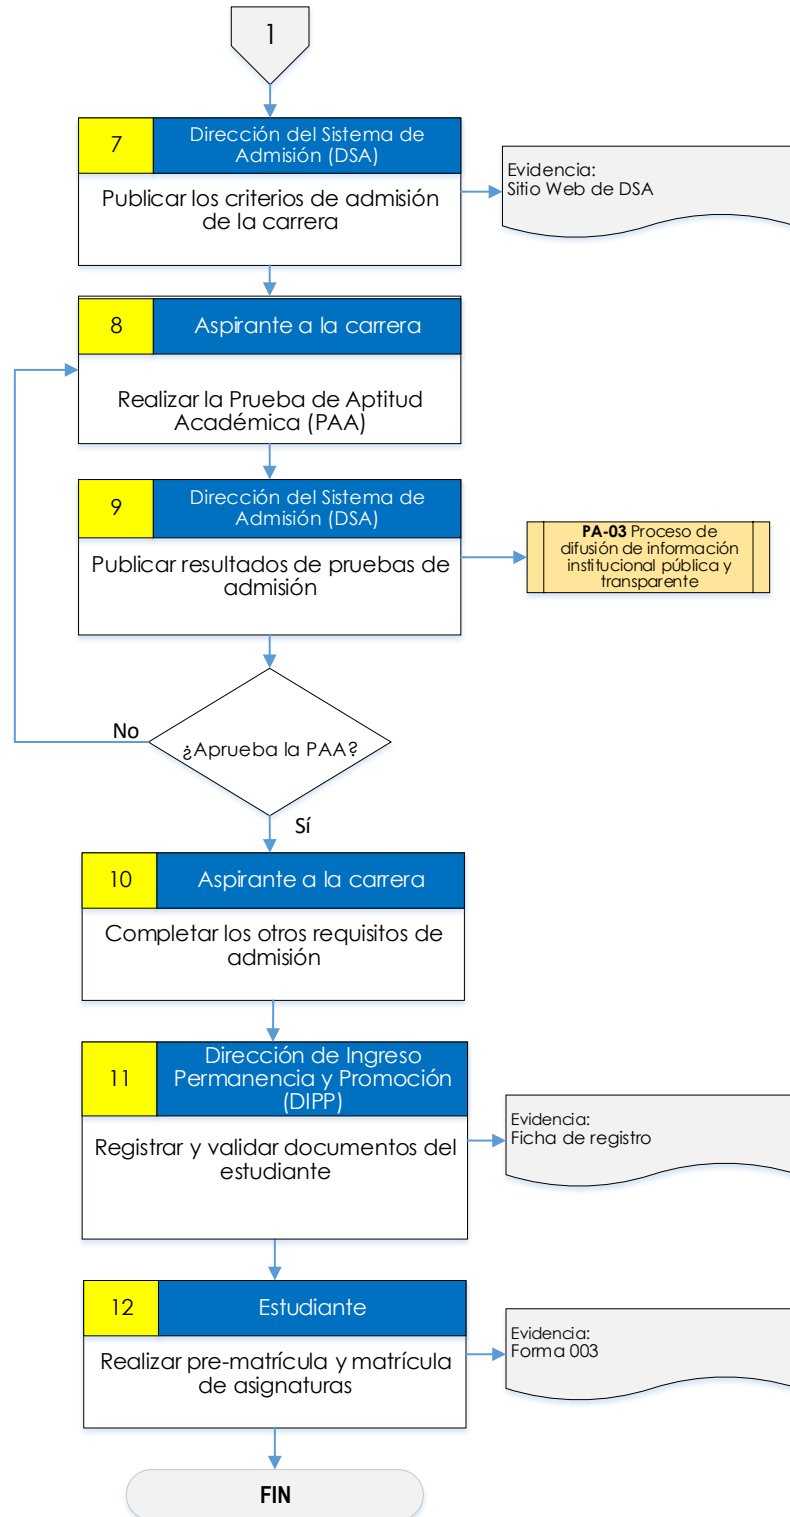 1
7
Dirección del Sistema de
Admisión (DSA)
Publicar los criterios de admisión
de la carrera
Evidencia:
Sitio Web de DSA
8
Aspirante a la carrera
Realizar la Prueba de Aptitud
Académica (PAA)
9
Dirección del Sistema de
Admisión (DSA)
Publicar resultados de pruebas de
admisión
PA-03 Proceso de
difusión de información
institucional pública y
transparente
No
¿Aprueba la PAA?
Sí
10
Aspirante a la carrera
Completar los otros requisitos de
admisión
11
Dirección de Ingreso
Permanencia y Promoción
(DIPP)
Registrar y validar documentos del
estudiante
Evidencia:
Ficha de registro
12
Estudiante
Realizar pre-matrícula y matrícula
de asignaturas
Evidencia:
Forma 003
FIN